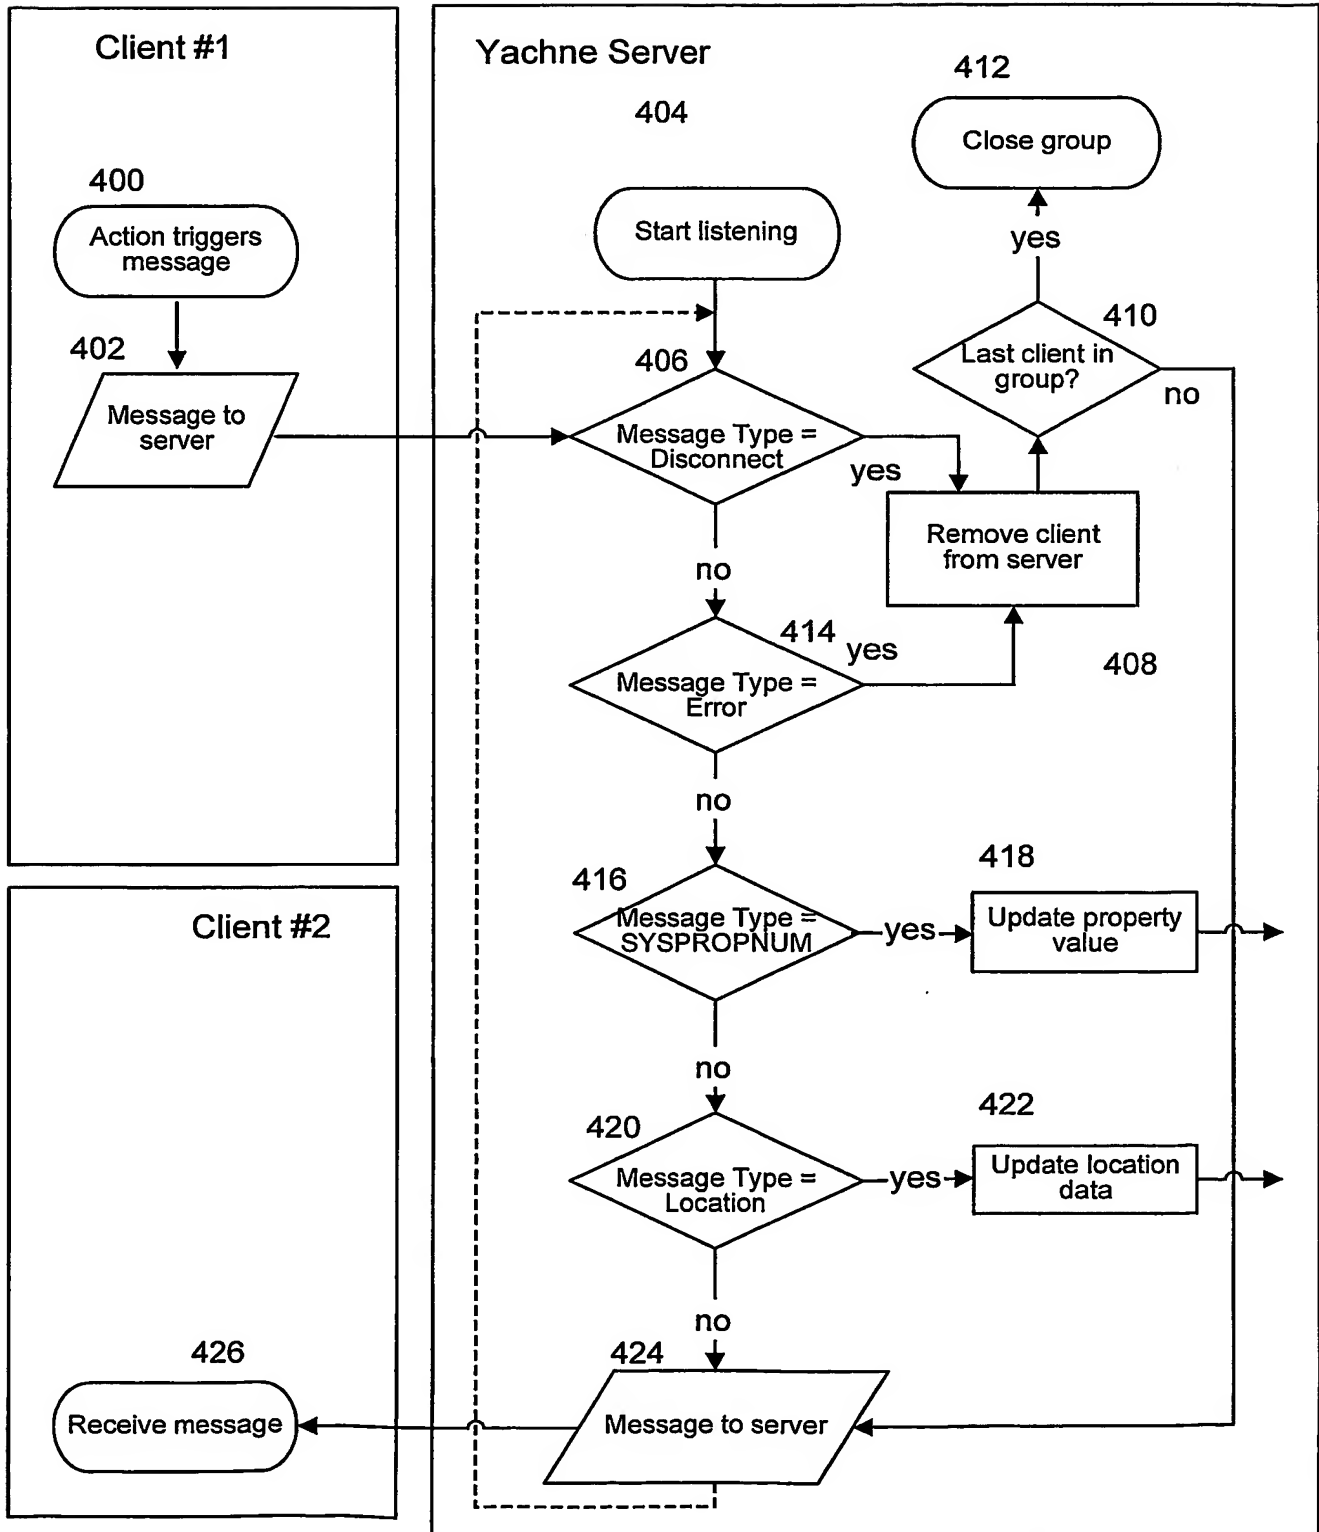 Client #1
400
Action triggers
message
402
Message to
server
Client #2
426
Receive message
Yachne Server
404
Start listening
406
Message Type =
Disconnect
yes
no
412
Close group
yes
410
Last client in
group?
no
Remove client
from server
408
414
Message Type =
Error
yes
no
416
Message Type =
SYSPROPNUM
yes
418
Update property
value
no
420
Message Type =
Location
yes
422
Update location
data
no
424
Message to server